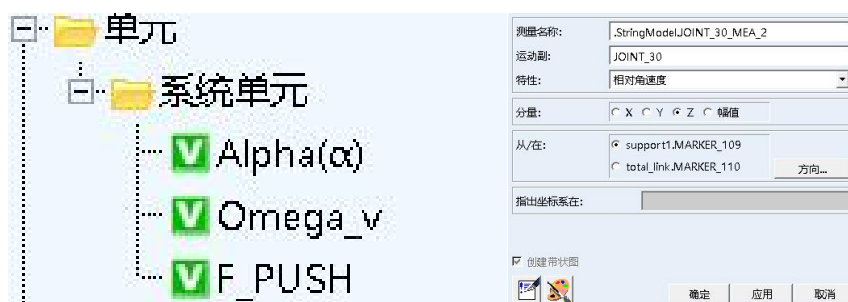 单元
系统单元
Alpha(α)
Omega_v
F_PUSH
测量名称: .StringModel.JOINT_30_MEA_2
运动副: JOINT_30
特性: 相对角速度
分量: X Y Z 幅值
从/在: support1.MARKER_109
total_link.MARKER_110 方向...
指出坐标系在:
创建带状图
确定 应用 取消